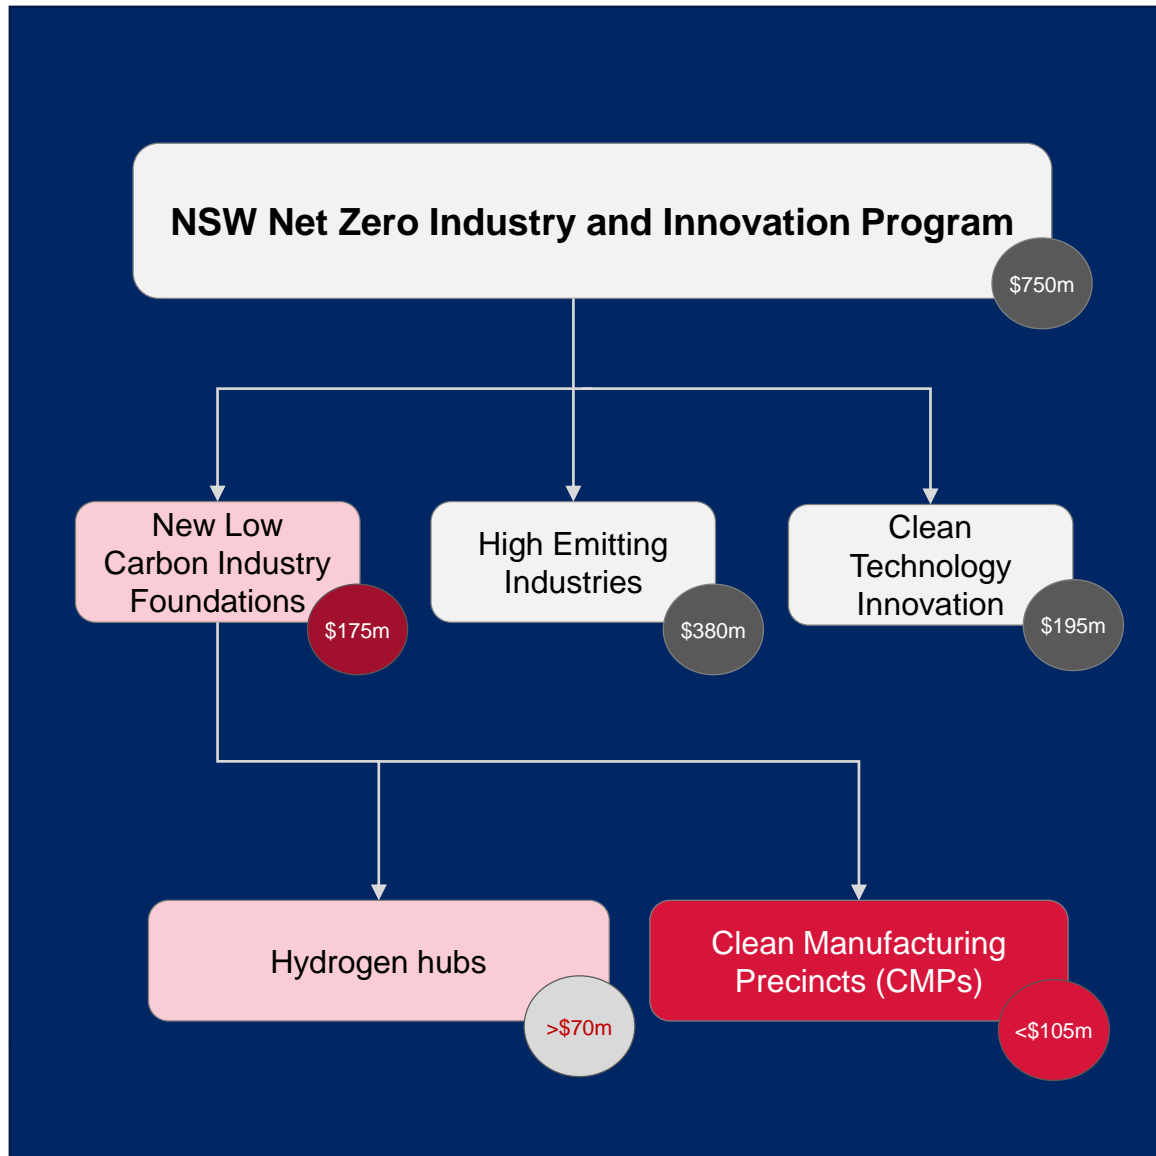 NSW Net Zero Industry and Innovation Program
$750m
New Low
Carbon Industry
Foundations
$175m
High Emitting
Industries
$380m
Clean
Technology
Innovation
$195m
Hydrogen hubs
>$70m
Clean Manufacturing
Precincts (CMPs)
<$105m